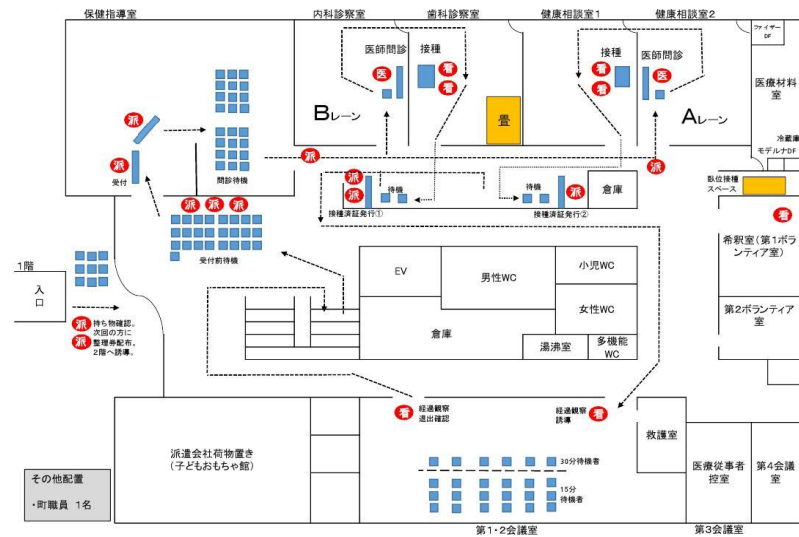 保健指導室
内科診察室
歯科診察室
健康相談室1
健康相談室2
ファイザー
DF
医師問診
接種
接種
医師問診
医
看
看
看
看
医
医療材料
室
派
Bレーン
畳
Aレーン
冷蔵庫
モデルナDF
派
受付
問診待機
派
派
臥位接種
スペース
派
派
待機
待機
派
倉庫
接種済証発行①
接種済証発行②
派
派
派
看
受付前待機
希釈室(第1ボラ
ンティア室)
1階
入
口
EV
男性WC
小児WC
女性WC
倉庫
湯沸室
多機能
WC
第2ボランティア
室
派
持ち物確認。
次回の方に
派
整理券配布、
2階へ誘導。
看
経過観察
退出確認
経過観察
誘導
看
救護室
派遣会社荷物置き
(子どもおもちゃ館)
30分待機者
15分
待機者
医療従事者
控室
第4会議
室
その他配置
・町職員 1名
第1・2会議室
第3会議室